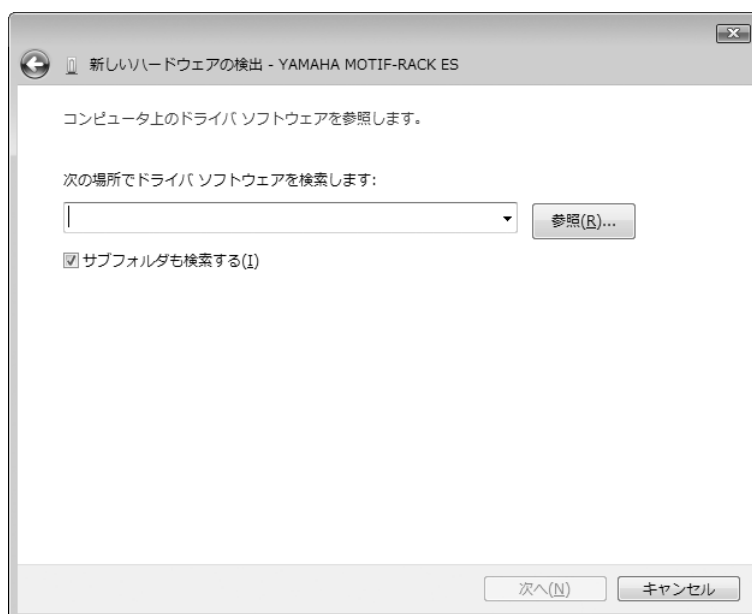 新しいハードウェアの検出 - YAMAHA MOTIF-RACK ES
コンピュータ上のドライバ ソフトウェアを参照します。
次の場所でドライバ ソフトウェアを検索します:
参照(R)...
サブフォルダも検索する(I)
次へ(N)
キャンセル